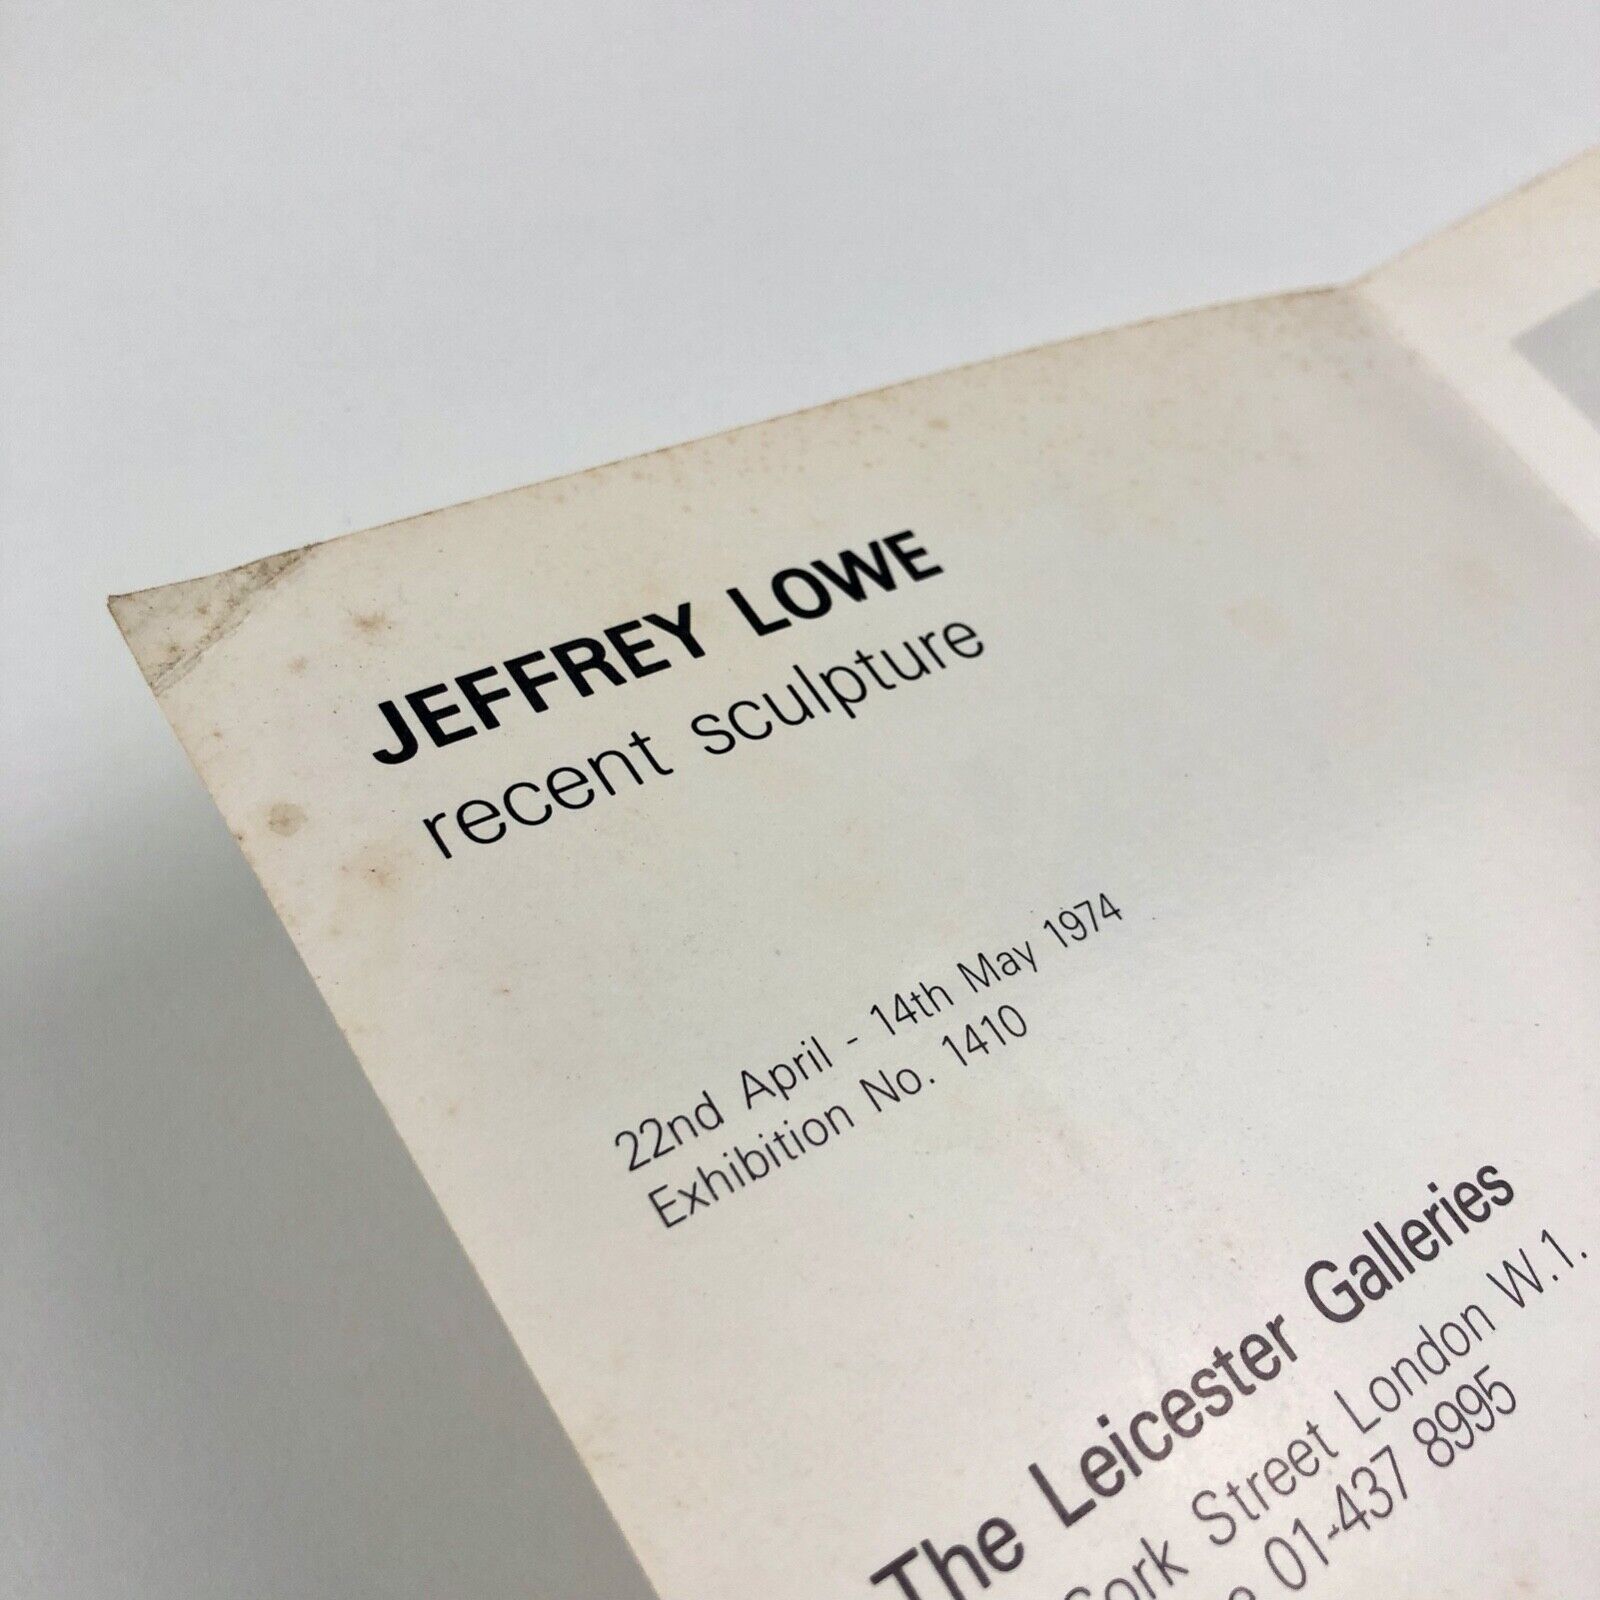 JEFFREY LOWE
recent sculpture
22nd April - 14th May 1974
Exhibition No. 1410
The Leicester Galleries
Cork Street London W.1.
01-437 8995